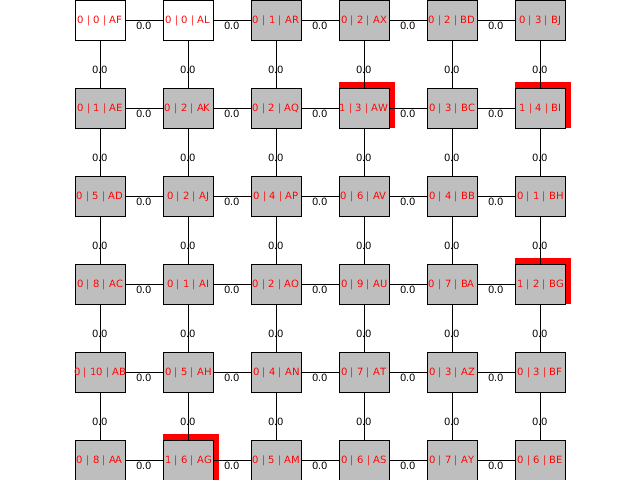 0 | 0 | AF 0.0 0 | 0 | AL 0.0 0 | 1 | AR 0.0 0 | 2 | AX 0.0 0 | 2 | BD 0.0 0 | 3 | BJ
0.0 0.0 0.0 0.0 0.0 0.0
0 | 1 | AE 0.0 0 | 2 | AK 0.0 0 | 2 | AQ 0.0 1 | 3 | AW 0.0 0 | 3 | BC 0.0 1 | 4 | BI
0.0 0.0 0.0 0.0 0.0 0.0
0 | 5 | AD 0.0 0 | 2 | AJ 0.0 0 | 4 | AP 0.0 0 | 6 | AV 0.0 0 | 4 | BB 0.0 0 | 1 | BH
0.0 0.0 0.0 0.0 0.0 0.0
0 | 8 | AC 0.0 0 | 1 | AI 0.0 0 | 2 | AO 0.0 0 | 9 | AU 0.0 0 | 7 | BA 0.0 1 | 2 | BG
0.0 0.0 0.0 0.0 0.0 0.0
0 | 10 | AB 0.0 0 | 5 | AH 0.0 0 | 4 | AN 0.0 0 | 7 | AT 0.0 0 | 3 | AZ 0.0 0 | 3 | BF
0.0 0.0 0.0 0.0 0.0 0.0
0 | 8 | AA 0.0 1 | 6 | AG 0.0 0 | 5 | AM 0.0 0 | 6 | AS 0.0 0 | 7 | AY 0.0 0 | 6 | BE